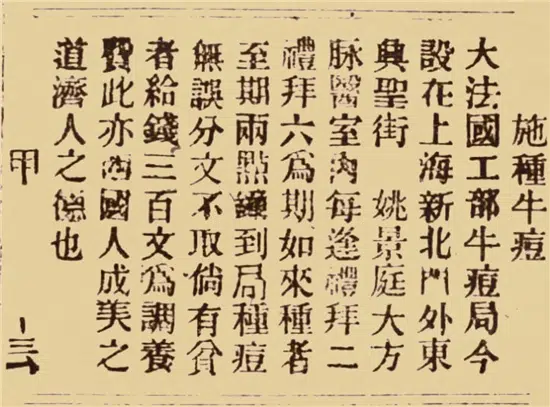 施種牛痘
大法國工部牛痘局今
設在上海新北門外東
興聖街 姚景庭大方
脉醫室內每逢禮拜二
禮拜六爲期如來種者
至期兩點鐘到局種痘
無誤分文不取倘有貧
者給錢三百文爲調養
費此亦國人成美之
道濟人之德也
甲